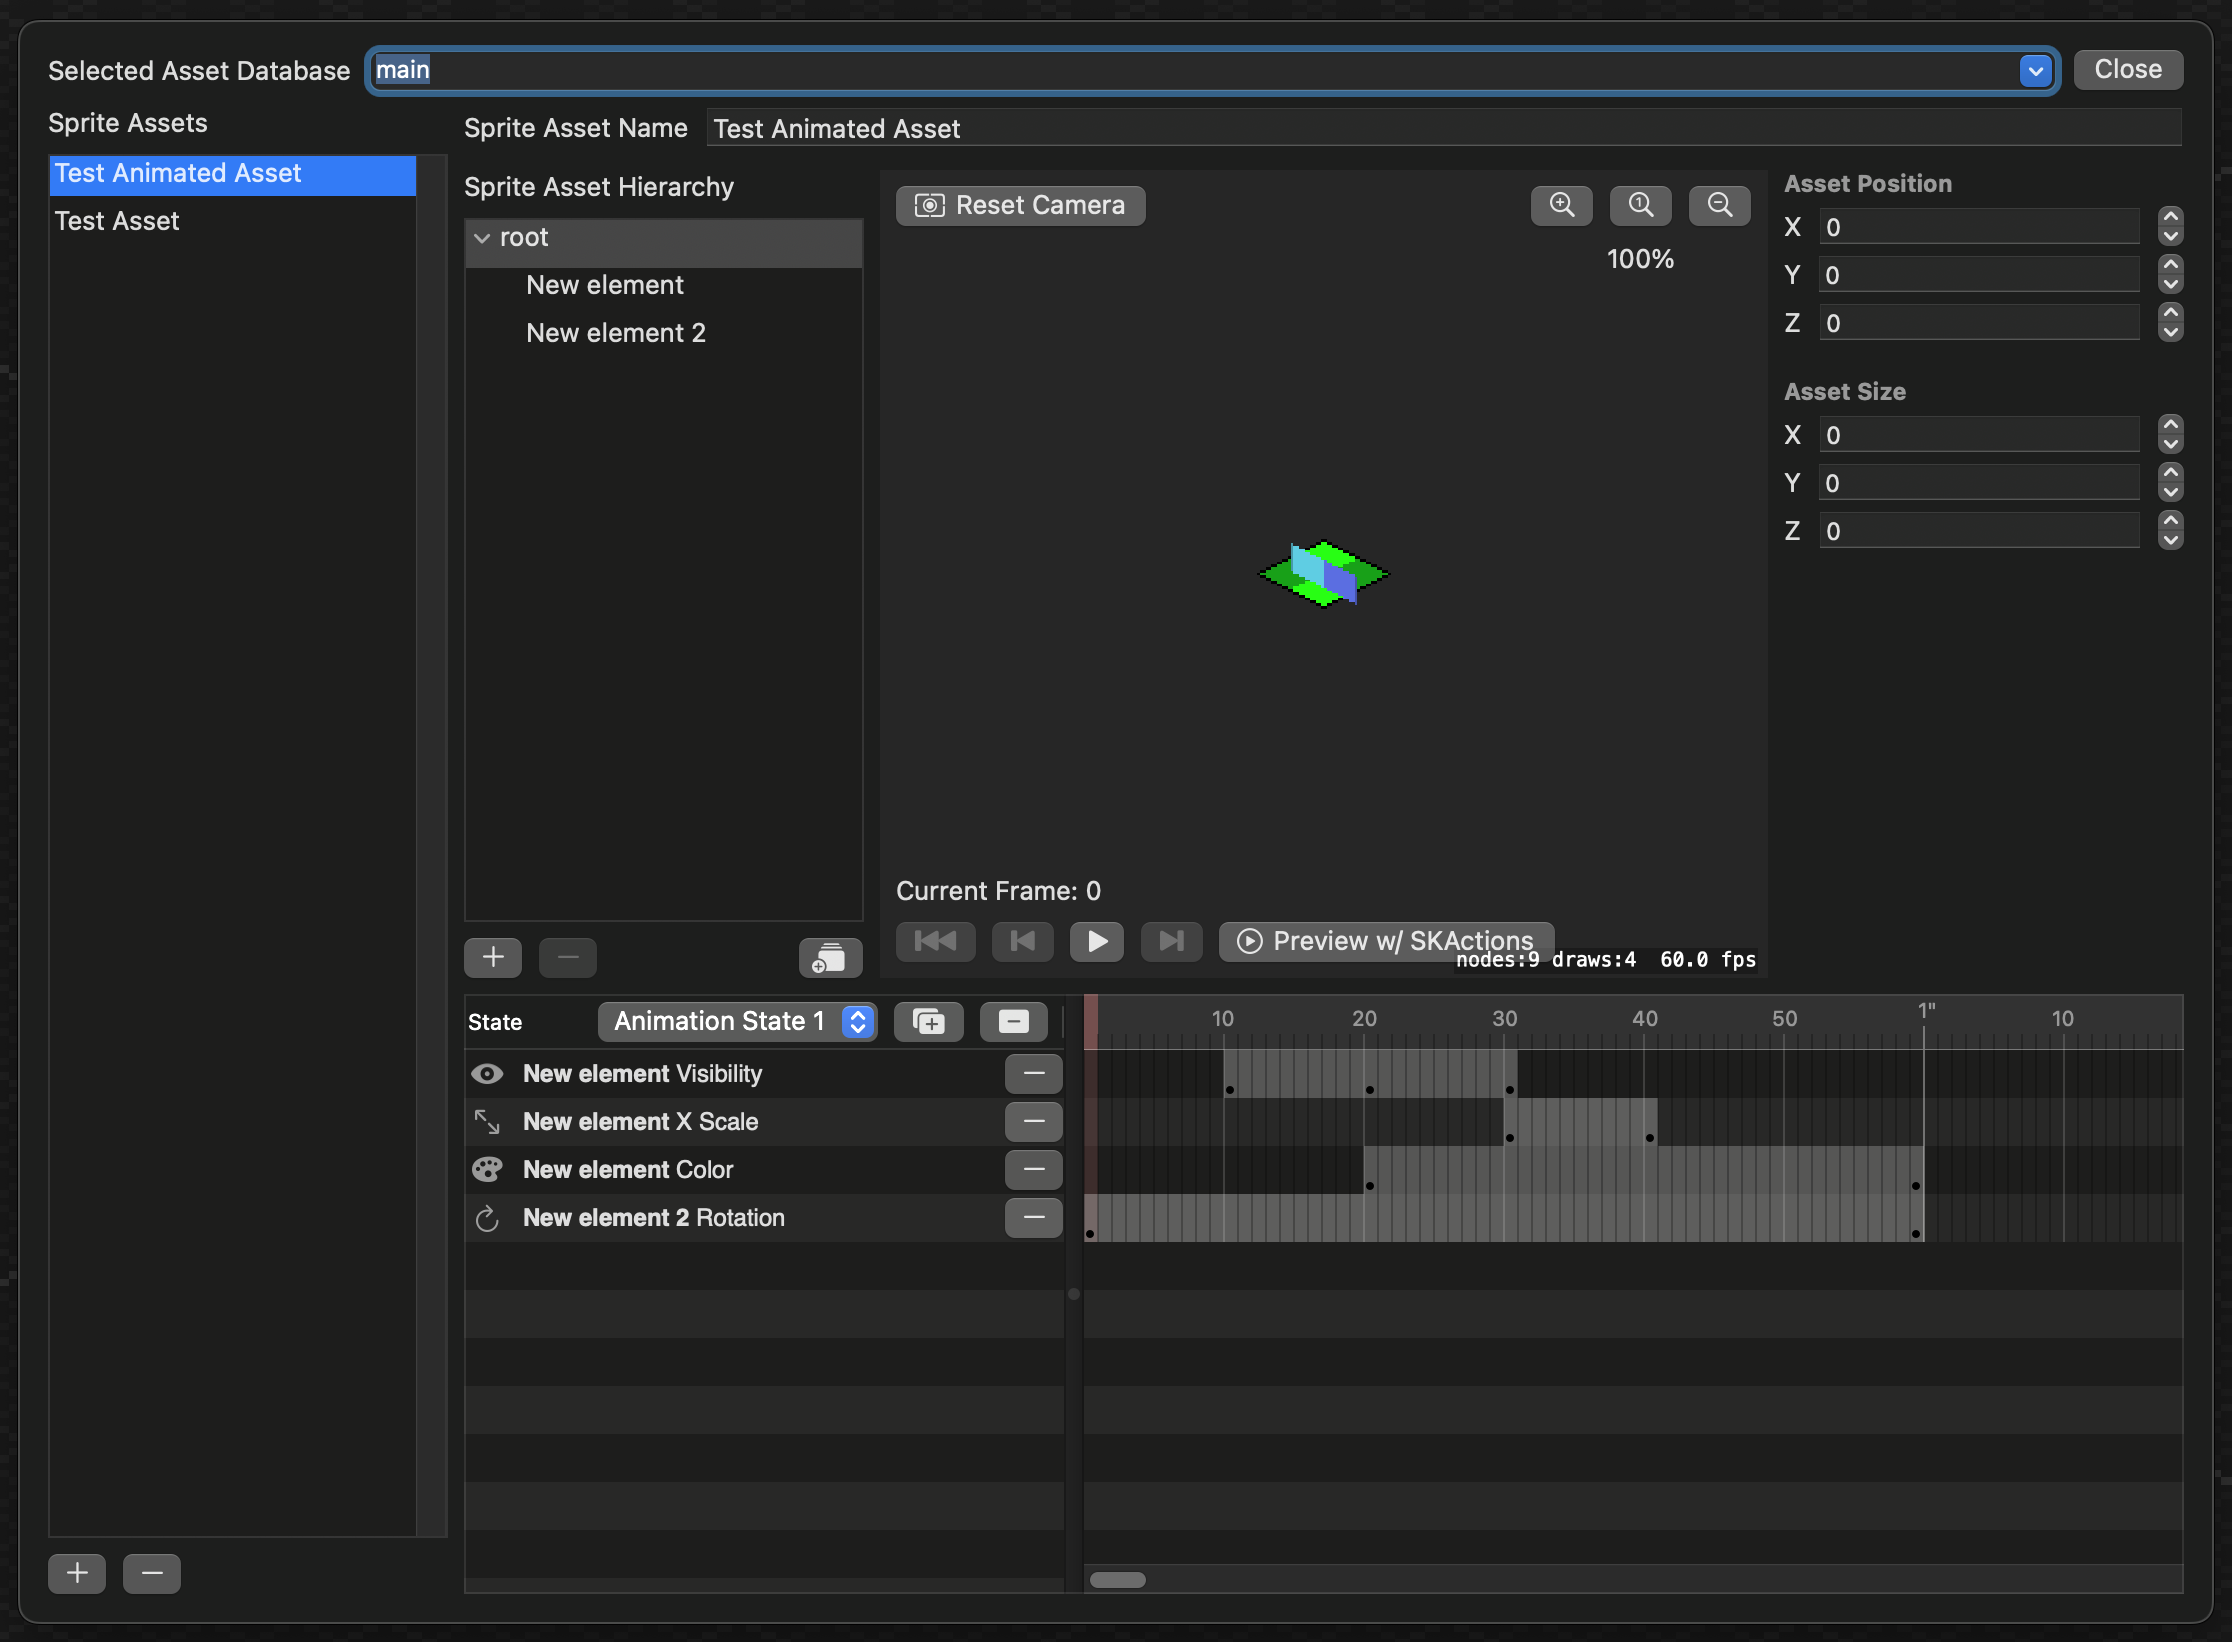 Selected Asset Database main Close
Sprite Assets
Test Animated Asset
Test Asset
Sprite Asset Name Test Animated Asset
Sprite Asset Hierarchy
root
New element
New element 2
Reset Camera
100%
Asset Position
X 0
Y 0
Z 0
Asset Size
X 0
Y 0
Z 0
Current Frame: 0
Preview w/ SKActions
nodes:9 draws:4 60.0 fps
State Animation State 1
10 20 30 40 50 1" 10
New element Visibility
New element X Scale
New element Color
New element 2 Rotation